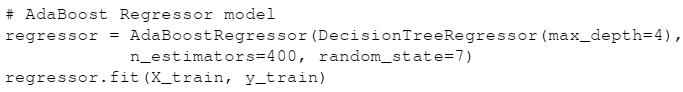 # AdaBoost Regressor model
regressor = AdaBoostRegressor(DecisionTreeRegressor(max_depth=4),
n_estimators=400, random_state=7)
regressor.fit(X_train, y_train)